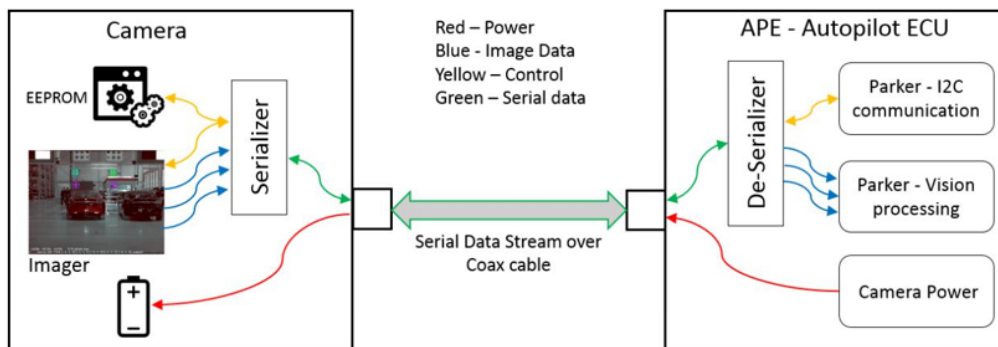 Camera
EEPROM
Serializer
Imager
+
−
Red – Power
Blue - Image Data
Yellow – Control
Green – Serial data
Serial Data Stream over
Coax cable
APE - Autopilot ECU
De-Serializer
Parker - I2C
communication
Parker - Vision
processing
Camera Power